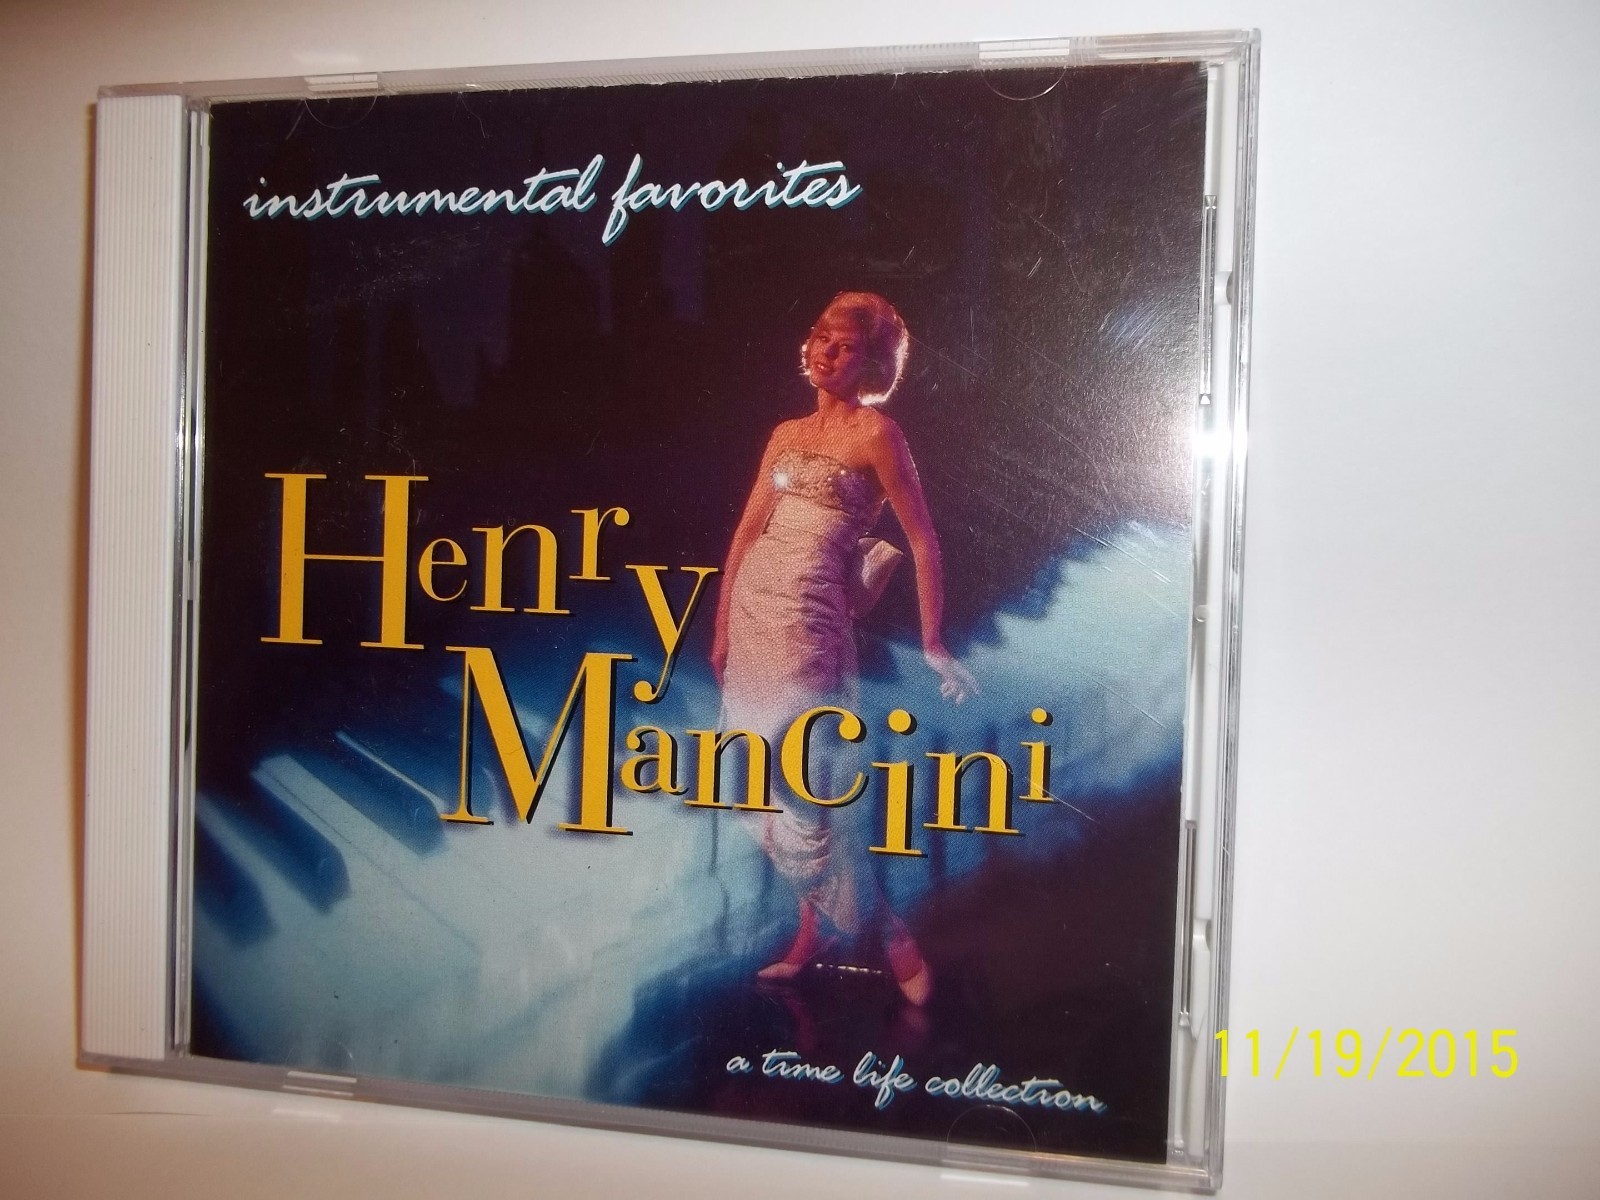 instrumental favorites
Henry
Mancini
a time life collection
11/19/2015